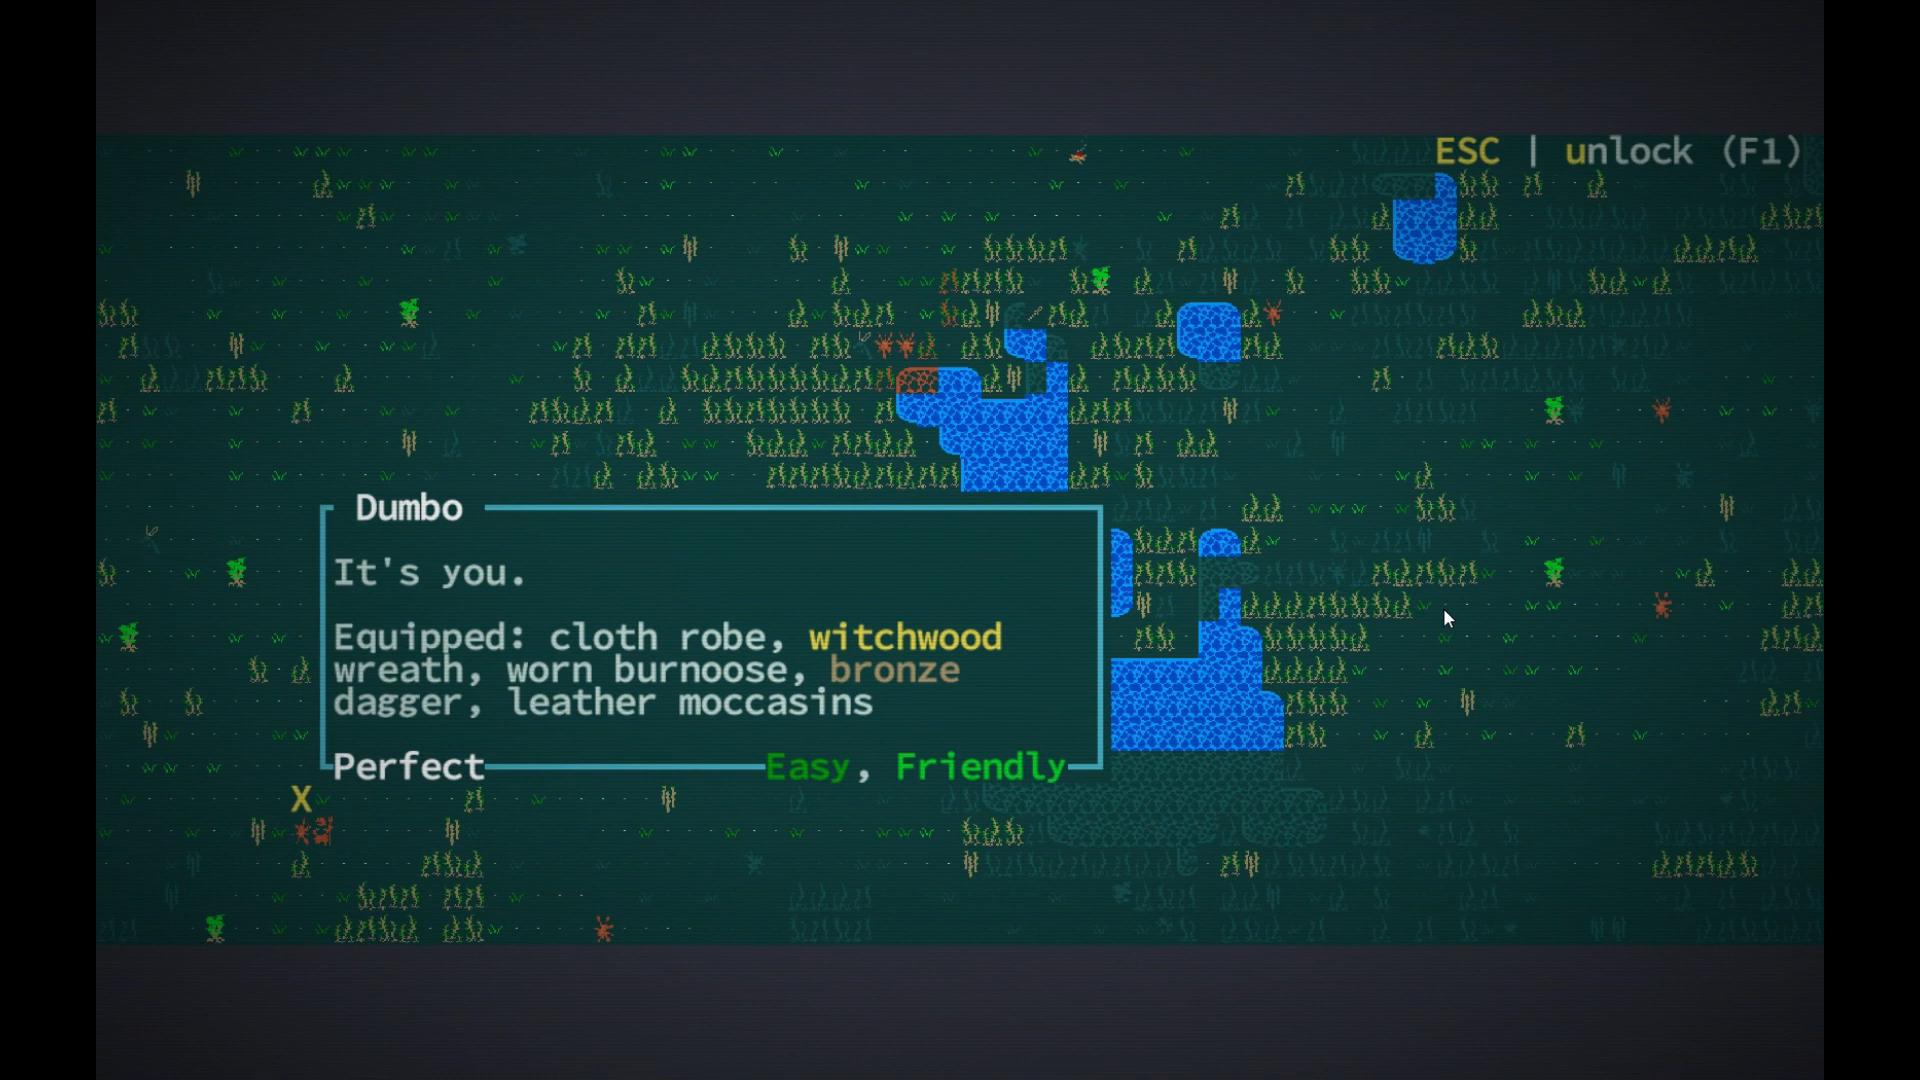 ESC | unlock (F1)
Dumbo
It's you.
Equipped: cloth robe, witchwood
wreath, worn burnoose, bronze
dagger, leather moccasins
Perfect Easy, Friendly
X